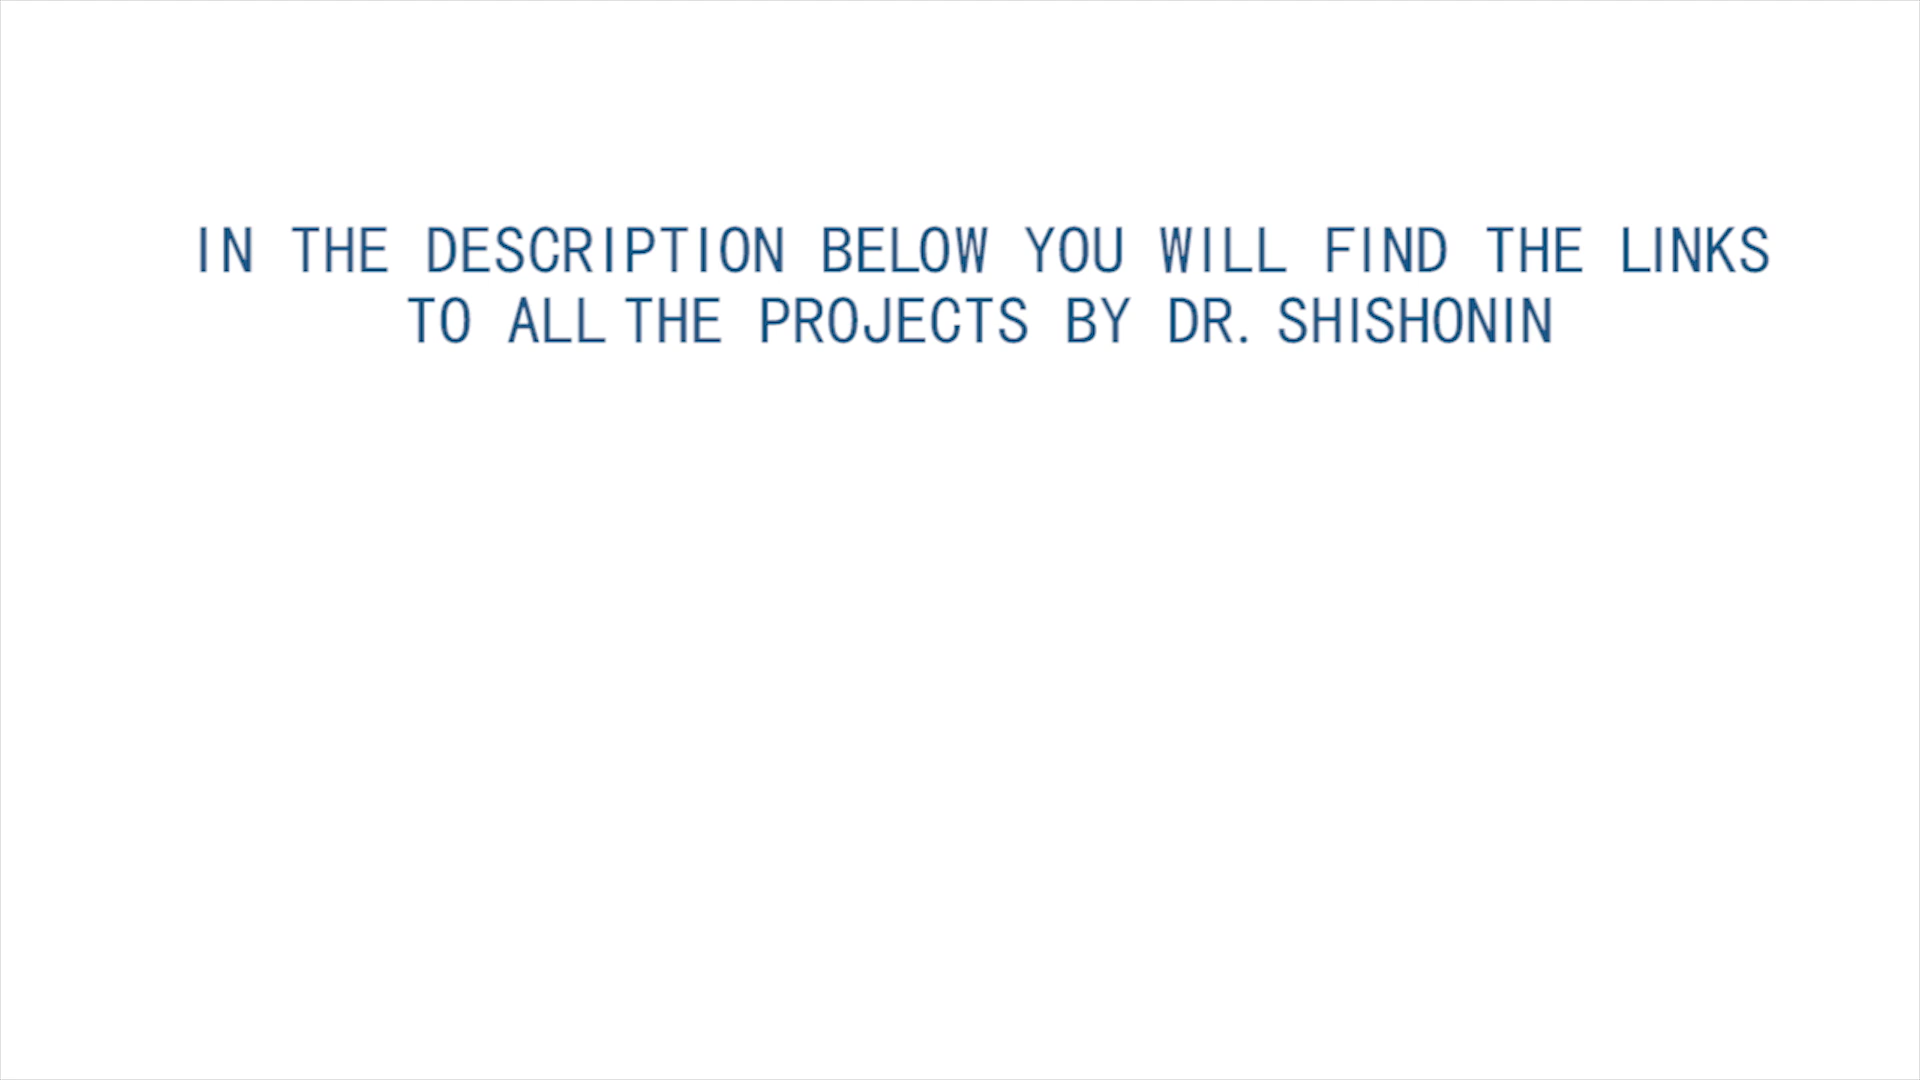 IN THE DESCRIPTION BELOW YOU WILL FIND THE LINKS
TO ALL THE PROJECTS BY DR. SHISHONIN